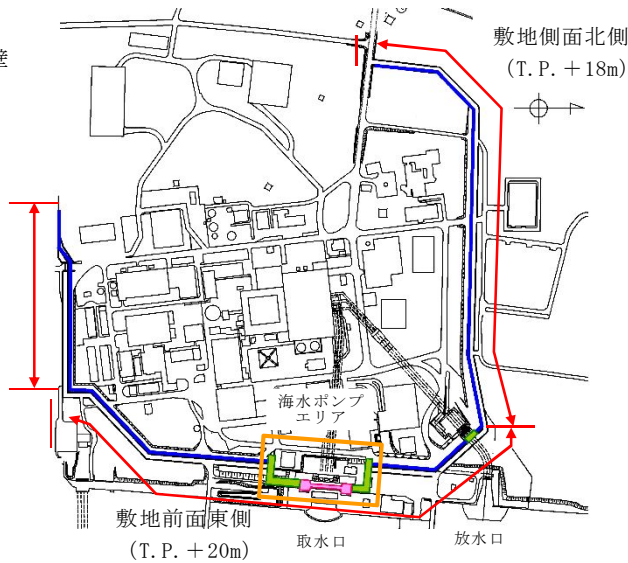 敷地側面北側
(T.P.+18m)
壁
海水ポンプ
エリア
敷地前面東側
(T.P.+20m)
取水口
放水口